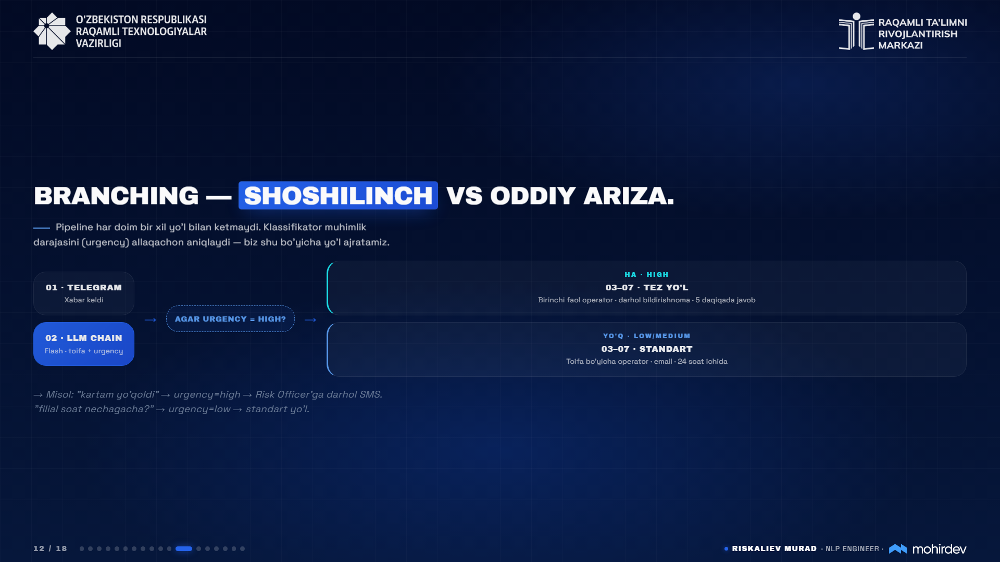 O'ZBEKISTON RESPUBLIKASI
RAQAMLI TEXNOLOGIYALAR
VAZIRLIGI
RAQAMLI TA'LIMNI
RIVOJLANTIRISH
MARKAZI
BRANCHING — SHOSHILINCH VS ODDIY ARIZA.
Pipeline har doim bir xil yo'l bilan ketmaydi. Klassifikator muhimlik
darajasini (urgency) allaqachon aniqlaydi — biz shu bo'yicha yo'l ajratamiz.
01 · TELEGRAM
Xabar keldi
02 · LLM CHAIN
Flash · toifa + urgency
→
AGAR URGENCY = HIGH?
→
HA · HIGH
03–07 · TEZ YO'L
Birinchi faol operator · darhol bildirishnoma · 5 daqiqada javob
YO'Q · LOW/MEDIUM
03–07 · STANDART
Toifa bo'yicha operator · email · 24 soat ichida
→ Misol: "kartam yo'qoldi" → urgency=high → Risk Officer'ga darhol SMS.
"filial soat nechagacha?" → urgency=low → standart yo'l.
12 / 18
RISKALIEV MURAD · NLP ENGINEER · mohirdev